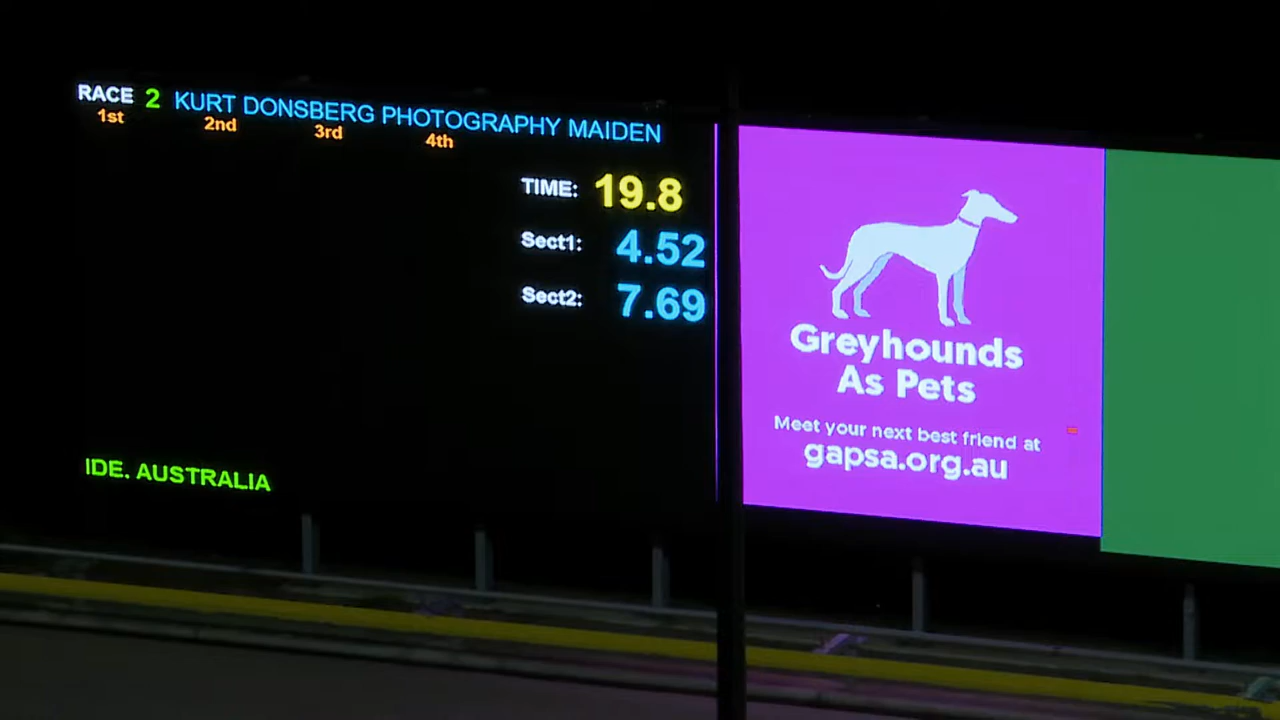 RACE 2 KURT DONSBERG PHOTOGRAPHY MAIDEN
1st 2nd 3rd 4th
TIME: 19.8
Sect1: 4.52
Sect2: 7.69
IDE. AUSTRALIA
Greyhounds
As Pets
Meet your next best friend at
gapsa.org.au